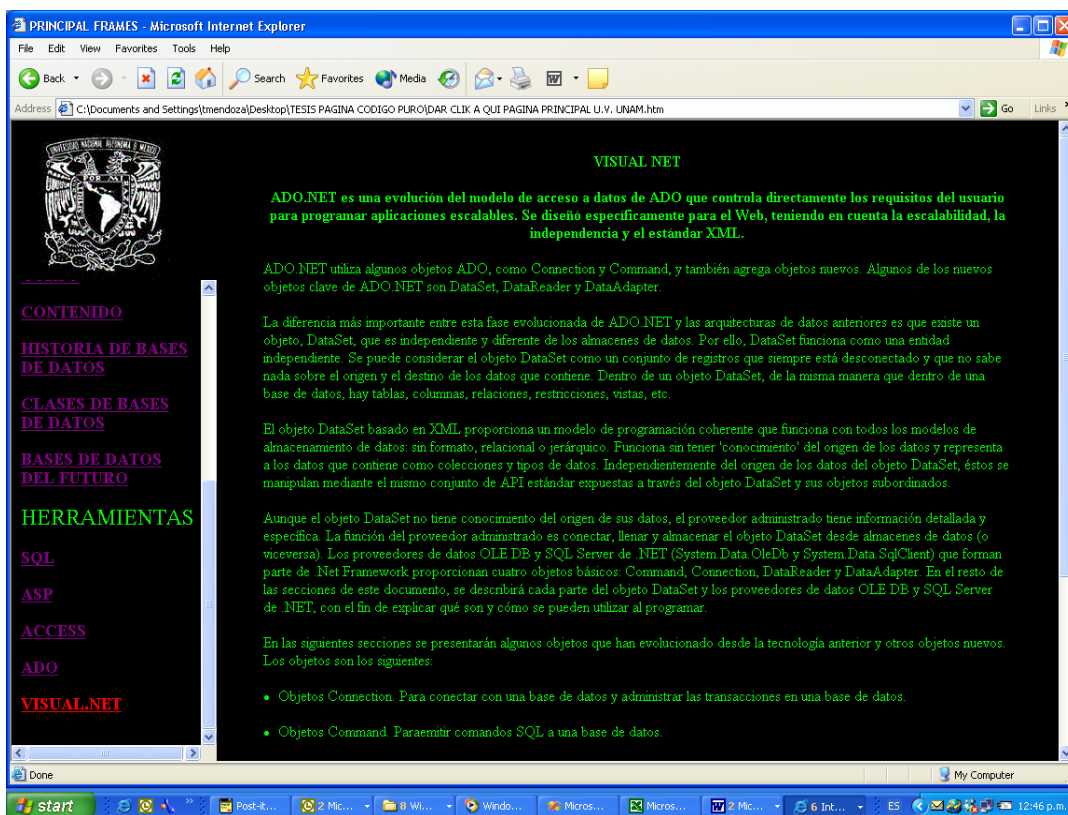 PRINCIPAL FRAMES - Microsoft Internet Explorer
File Edit View Favorites Tools Help
Back Search Favorites Media
Address C:\Documents and Settings\tmendoza\Desktop\TESIS PAGINA CODIGO PURO\DAR CLIK A QUI PAGINA PRINCIPAL U.V. UNAM.htm Go Links
CONTENIDO
HISTORIA DE BASES
DE DATOS
CLASES DE BASES
DE DATOS
BASES DE DATOS
DEL FUTURO
HERRAMIENTAS
SQL
ASP
ACCESS
ADO
VISUAL.NET
VISUAL NET
ADO.NET es una evolución del modelo de acceso a datos de ADO que controla directamente los requisitos del usuario
para programar aplicaciones escalables. Se diseñó específicamente para el Web, teniendo en cuenta la escalabilidad, la
independencia y el estándar XML.
ADO.NET utiliza algunos objetos ADO, como Connection y Command, y también agrega objetos nuevos. Algunos de los nuevos
objetos clave de ADO.NET son DataSet, DataReader y DataAdapter.
La diferencia más importante entre esta fase evolucionada de ADO.NET y las arquitecturas de datos anteriores es que existe un
objeto, DataSet, que es independiente y diferente de los almacenes de datos. Por ello, DataSet funciona como una entidad
independiente. Se puede considerar el objeto DataSet como un conjunto de registros que siempre está desconectado y que no sabe
nada sobre el origen y el destino de los datos que contiene. Dentro de un objeto DataSet, de la misma manera que dentro de una
base de datos, hay tablas, columnas, relaciones, restricciones, vistas, etc.
El objeto DataSet basado en XML proporciona un modelo de programación coherente que funciona con todos los modelos de
almacenamiento de datos: sin formato, relacional o jerárquico. Funciona sin tener 'conocimiento' del origen de los datos y representa
a los datos que contiene como colecciones y tipos de datos. Independientemente del origen de los datos del objeto DataSet, éstos se
manipulan mediante el mismo conjunto de API estándar expuestas a través del objeto DataSet y sus objetos subordinados.
Aunque el objeto DataSet no tiene conocimiento del origen de sus datos, el proveedor administrado tiene información detallada y
específica. La función del proveedor administrado es conectar, llenar y almacenar el objeto DataSet desde almacenes de datos (o
viceversa). Los proveedores de datos OLE DB y SQL Server de .NET (System.Data.OleDb y System.Data.SqlClient) que forman
parte de .Net Framework proporcionan cuatro objetos básicos: Command, Connection, DataReader y DataAdapter. En el resto de
las secciones de este documento, se describirá cada parte del objeto DataSet y los proveedores de datos OLE DB y SQL Server
de .NET, con el fin de explicar qué son y cómo se pueden utilizar al programar.
En las siguientes secciones se presentarán algunos objetos que han evolucionado desde la tecnología anterior y otros objetos nuevos.
Los objetos son los siguientes:
• Objetos Connection. Para conectar con una base de datos y administrar las transacciones en una base de datos.
• Objetos Command. Paraemitir comandos SQL a una base de datos.
Done My Computer
start Post-it... 2 Mic... 8 Wi... Windo... Micros... Micros... 2 Mic... 6 Int... ES 12:46 p.m.